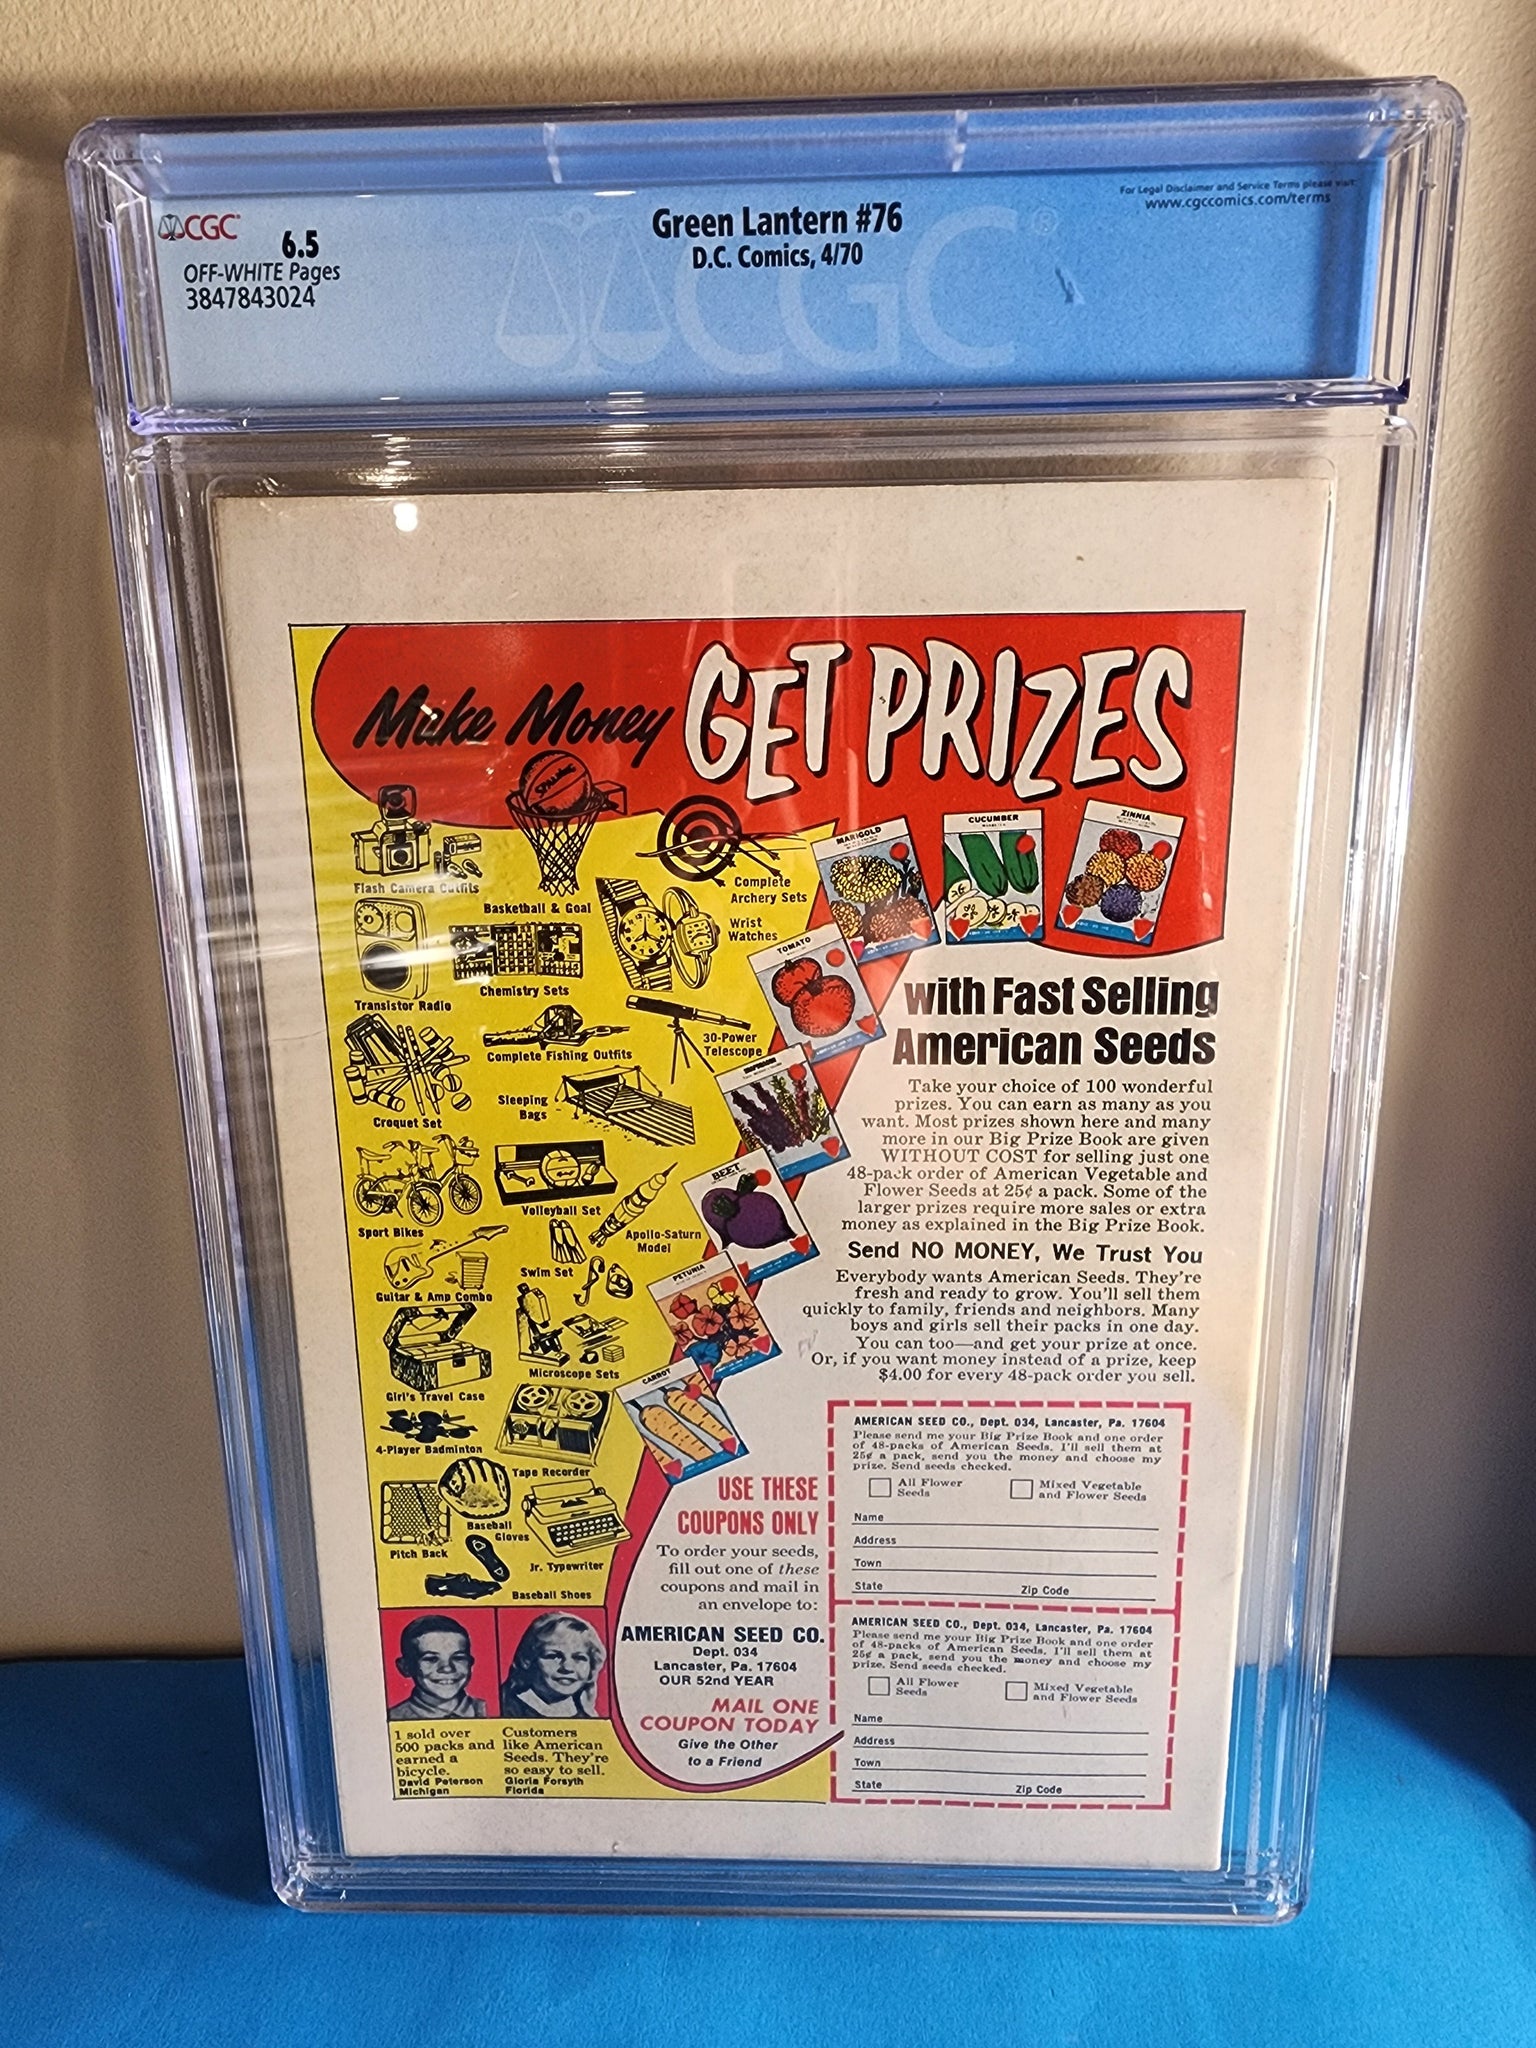 CGC
6.5
OFF-WHITE Pages
3847843024
Green Lantern #76
D.C. Comics, 4/70
For Legal Disclaimer and Service Terms please visit:
www.cgccomics.com/terms
CGC
Make Money GET PRIZES
SPALDING
Flash Camera Outfits
Basketball & Goal
Complete
Archery Sets
Wrist
Watches
Transistor Radio
Chemistry Sets
Complete Fishing Outfits
30-Power
Telescope
Croquet Set
Sleeping
Bags
Sport Bikes
Volleyball Set
Apollo-Saturn
Model
Swim Set
Guitar & Amp Combo
Girl's Travel Case
Microscope Sets
4-Player Badminton
Tape Recorder
Pitch Back
Baseball
Gloves
Jr. Typewriter
Baseball Shoes
MARIGOLD
CUCUMBER
ZINNIA
TOMATO
BEET
PETUNIA
CARROT
with Fast Selling
American Seeds
Take your choice of 100 wonderful
prizes. You can earn as many as you
want. Most prizes shown here and many
more in our Big Prize Book are given
WITHOUT COST for selling just one
48-pack order of American Vegetable and
Flower Seeds at 25¢ a pack. Some of the
larger prizes require more sales or extra
money as explained in the Big Prize Book.
Send NO MONEY, We Trust You
Everybody wants American Seeds. They're
fresh and ready to grow. You'll sell them
quickly to family, friends and neighbors. Many
boys and girls sell their packs in one day.
You can too—and get your prize at once.
Or, if you want money instead of a prize, keep
$4.00 for every 48-pack order you sell.
USE THESE
COUPONS ONLY
To order your seeds,
fill out one of these
coupons and mail in
an envelope to:
AMERICAN SEED CO.
Dept. 034
Lancaster, Pa. 17604
OUR 52nd YEAR
MAIL ONE
COUPON TODAY
Give the Other
to a Friend
I sold over
500 packs and
earned a
bicycle.
David Peterson
Michigan
Customers
like American
Seeds. They're
so easy to sell.
Gloria Forsyth
Florida
AMERICAN SEED CO., Dept. 034, Lancaster, Pa. 17604
Please send me your Big Prize Book and one order
of 48-packs of American Seeds. I'll sell them at
25¢ a pack, send you the money and choose my
prize. Send seeds checked.
All Flower
Seeds
Mixed Vegetable
and Flower Seeds
Name
Address
Town
State Zip Code
AMERICAN SEED CO., Dept. 034, Lancaster, Pa. 17604
Please send me your Big Prize Book and one order
of 48-packs of American Seeds. I'll sell them at
25¢ a pack, send you the money and choose my
prize. Send seeds checked.
All Flower
Seeds
Mixed Vegetable
and Flower Seeds
Name
Address
Town
State Zip Code